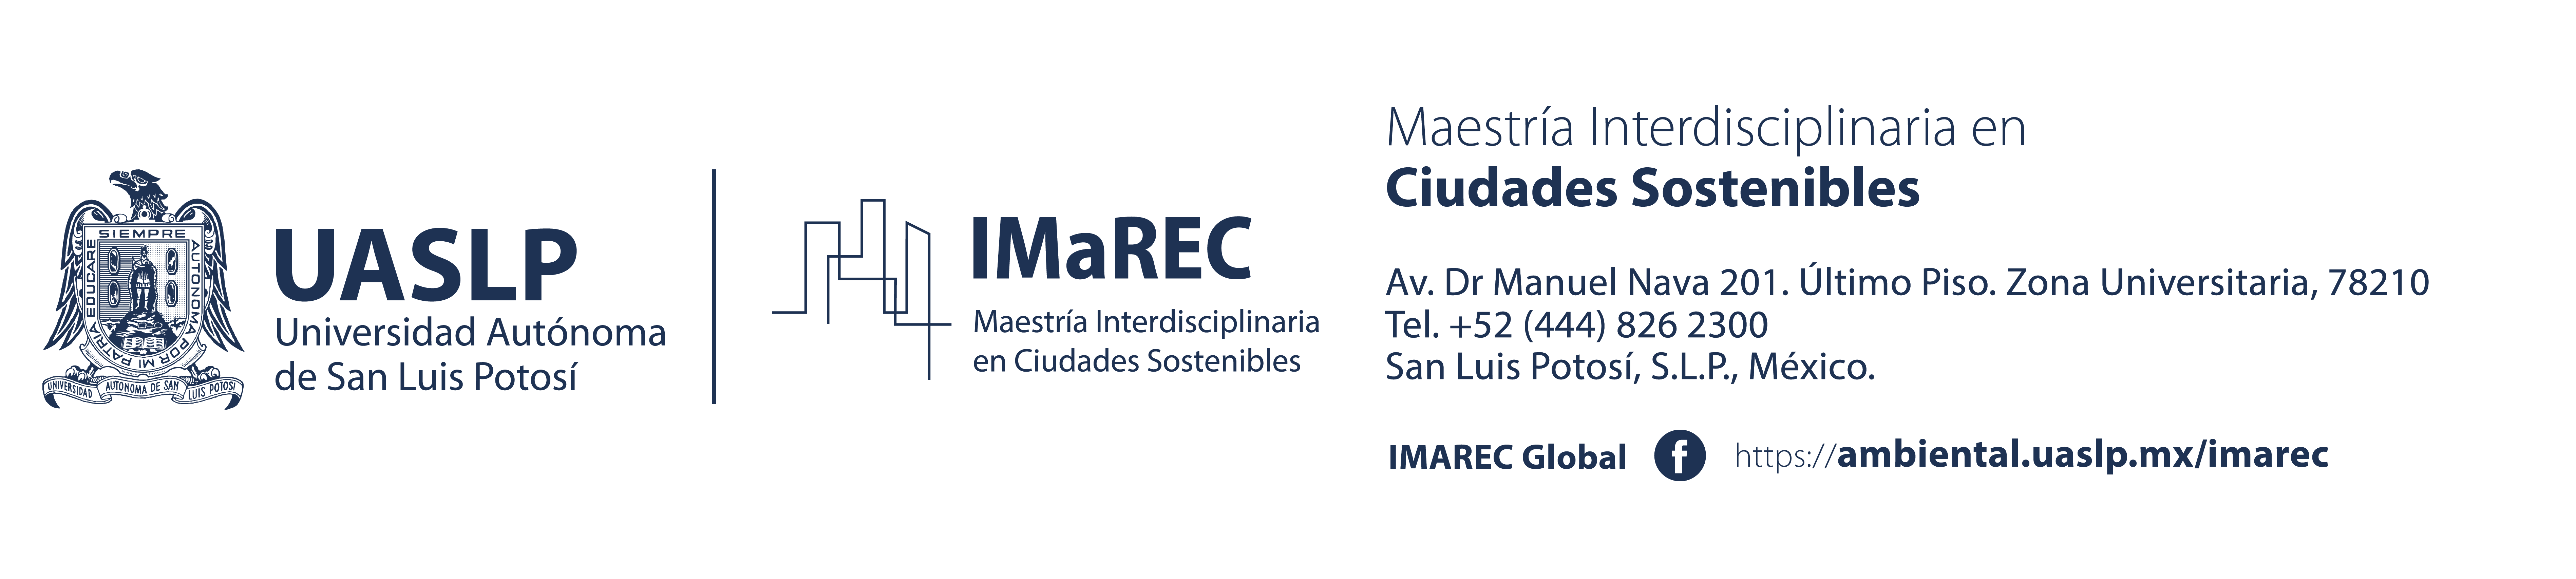 SIEMPRE
AUTONOMA
POR MI PATRIA
EDUCARE
UNIVERSIDAD AUTONOMA DE SAN LUIS POTOSI
UASLP
Universidad Autónoma
de San Luis Potosí
IMaREC
Maestría Interdisciplinaria
en Ciudades Sostenibles
Maestría Interdisciplinaria en
Ciudades Sostenibles
Av. Dr Manuel Nava 201. Último Piso. Zona Universitaria, 78210
Tel. +52 (444) 826 2300
San Luis Potosí, S.L.P., México.
IMAREC Global f https://ambiental.uaslp.mx/imarec